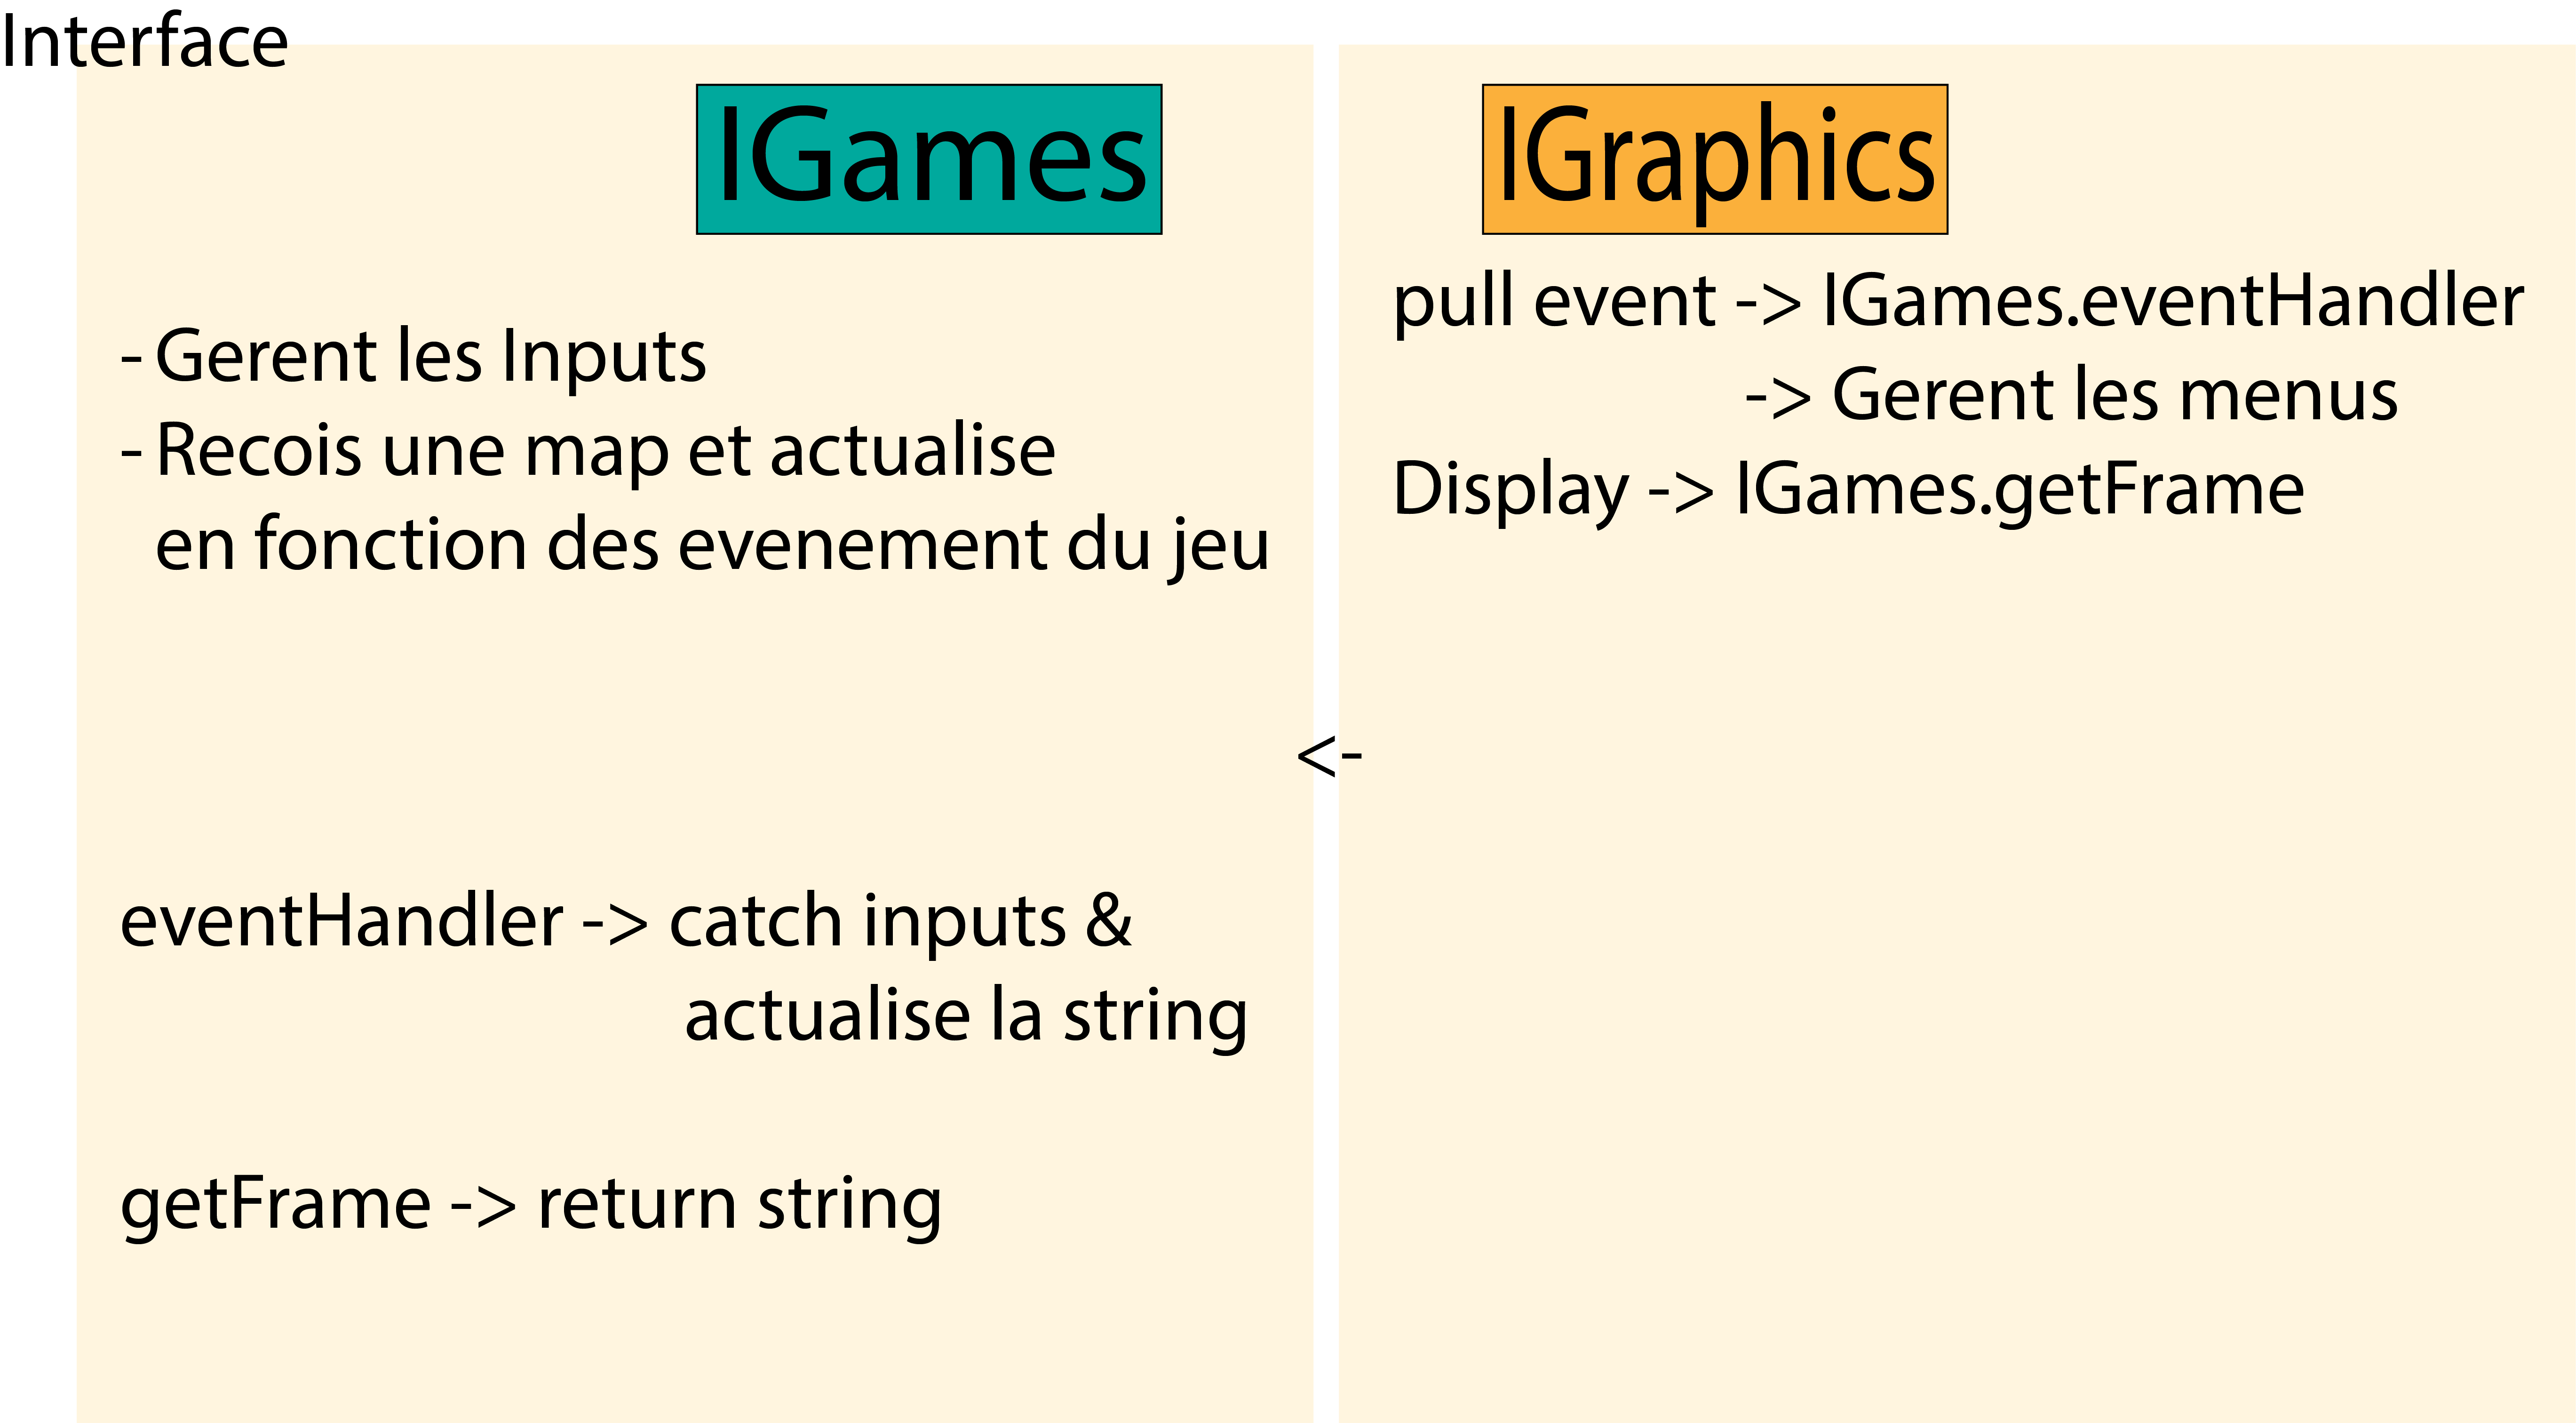 Interface
IGames
- Gerent les Inputs
- Recois une map et actualise
en fonction des evenement du jeu
eventHandler -> catch inputs &
actualise la string
getFrame -> return string
<-
IGraphics
pull event -> IGames.eventHandler
-> Gerent les menus
Display -> IGames.getFrame